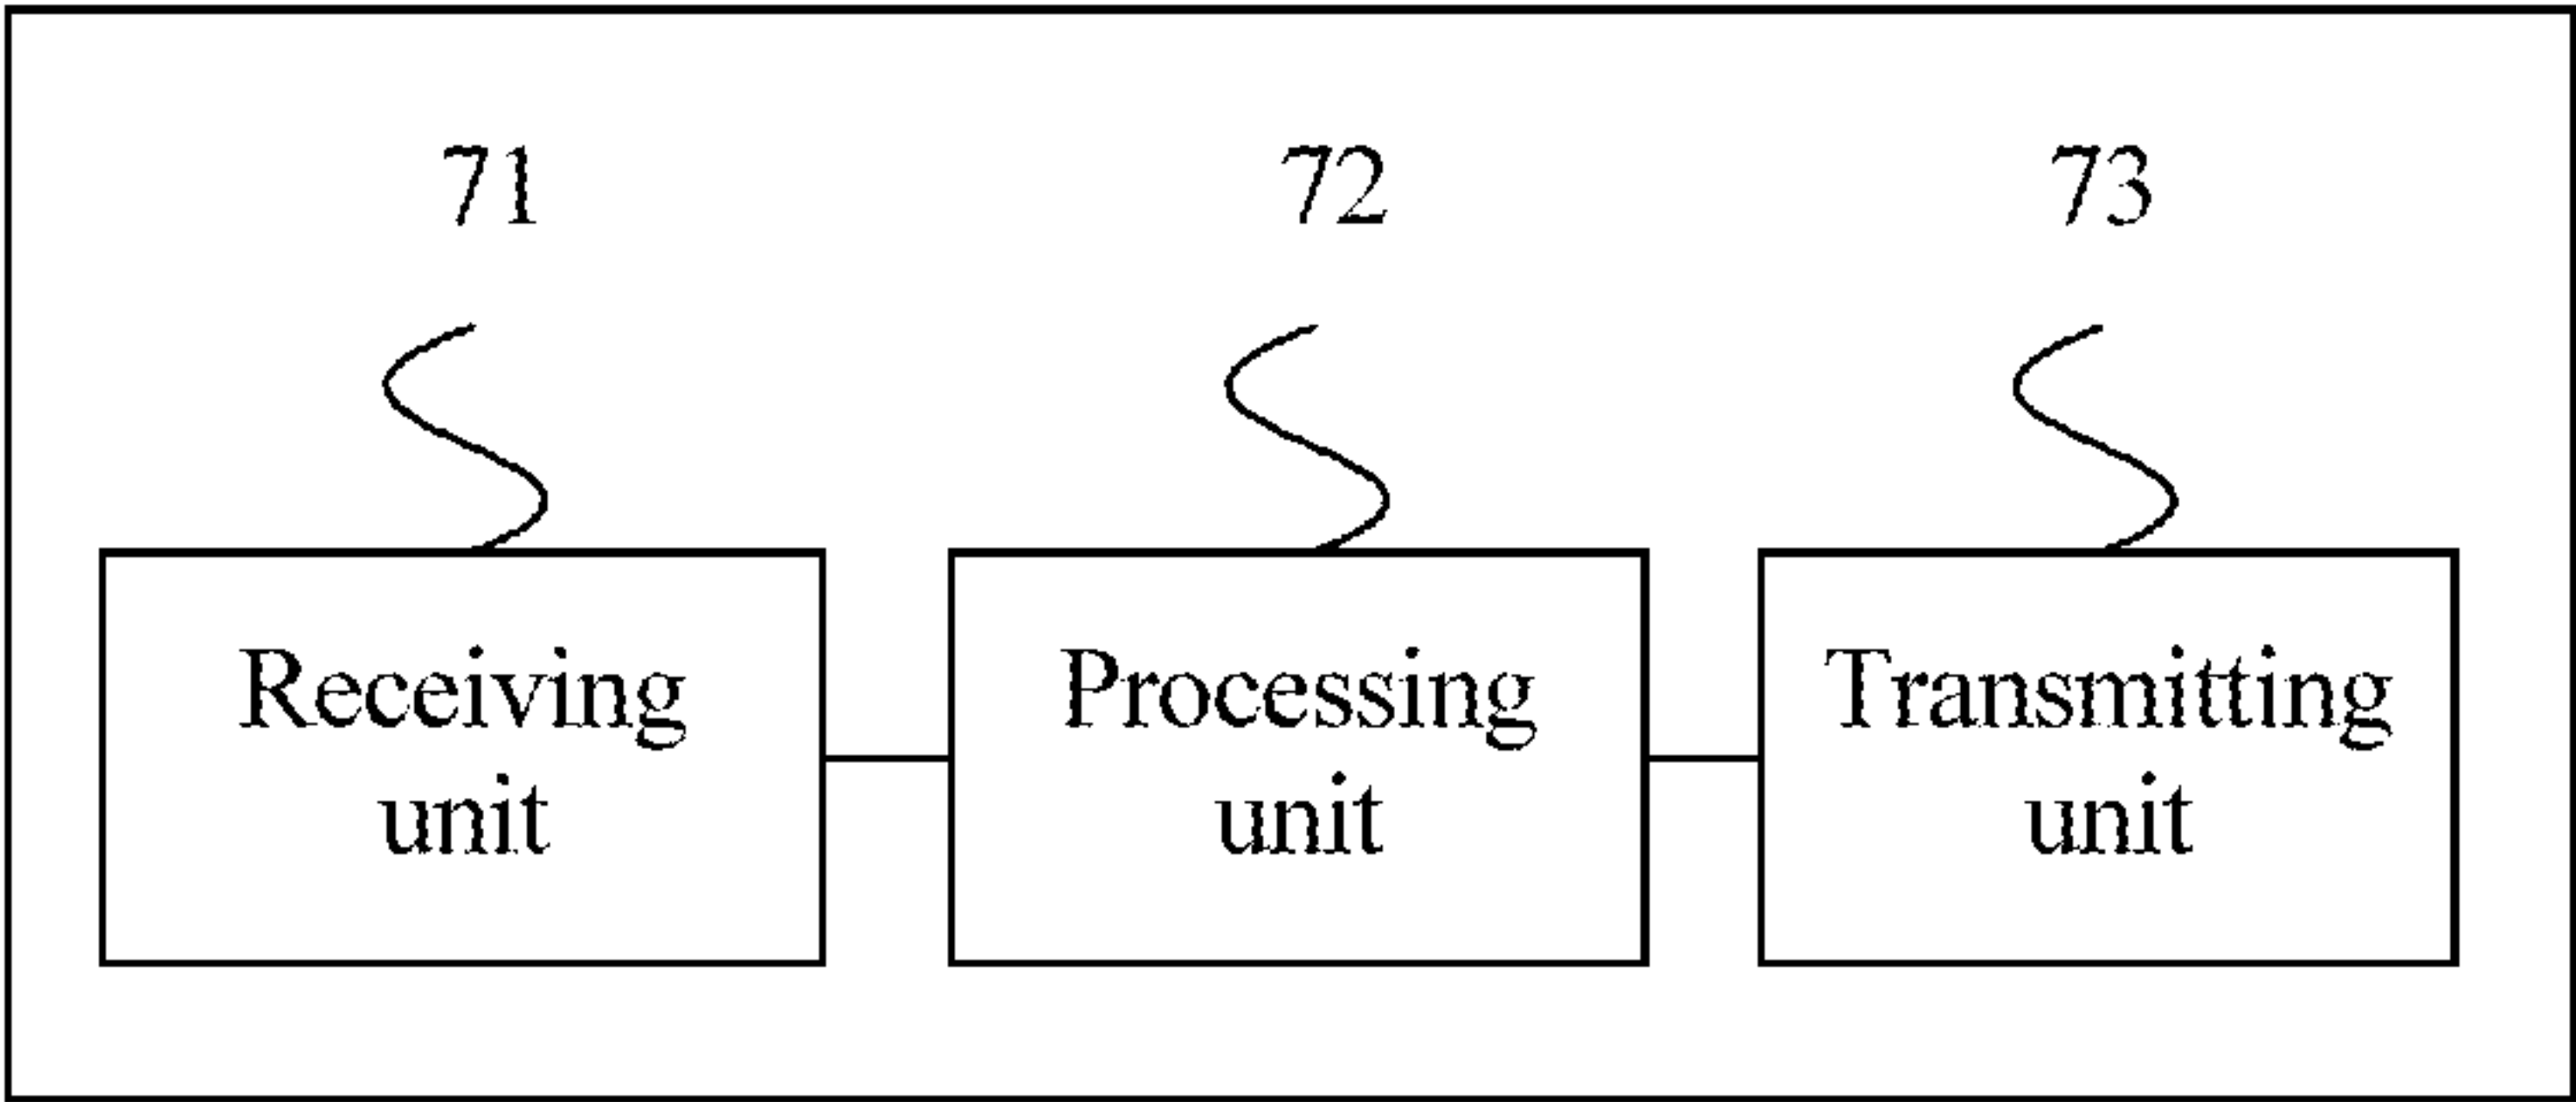 71
72
73
Receiving
unit
Processing
unit
Transmitting
unit